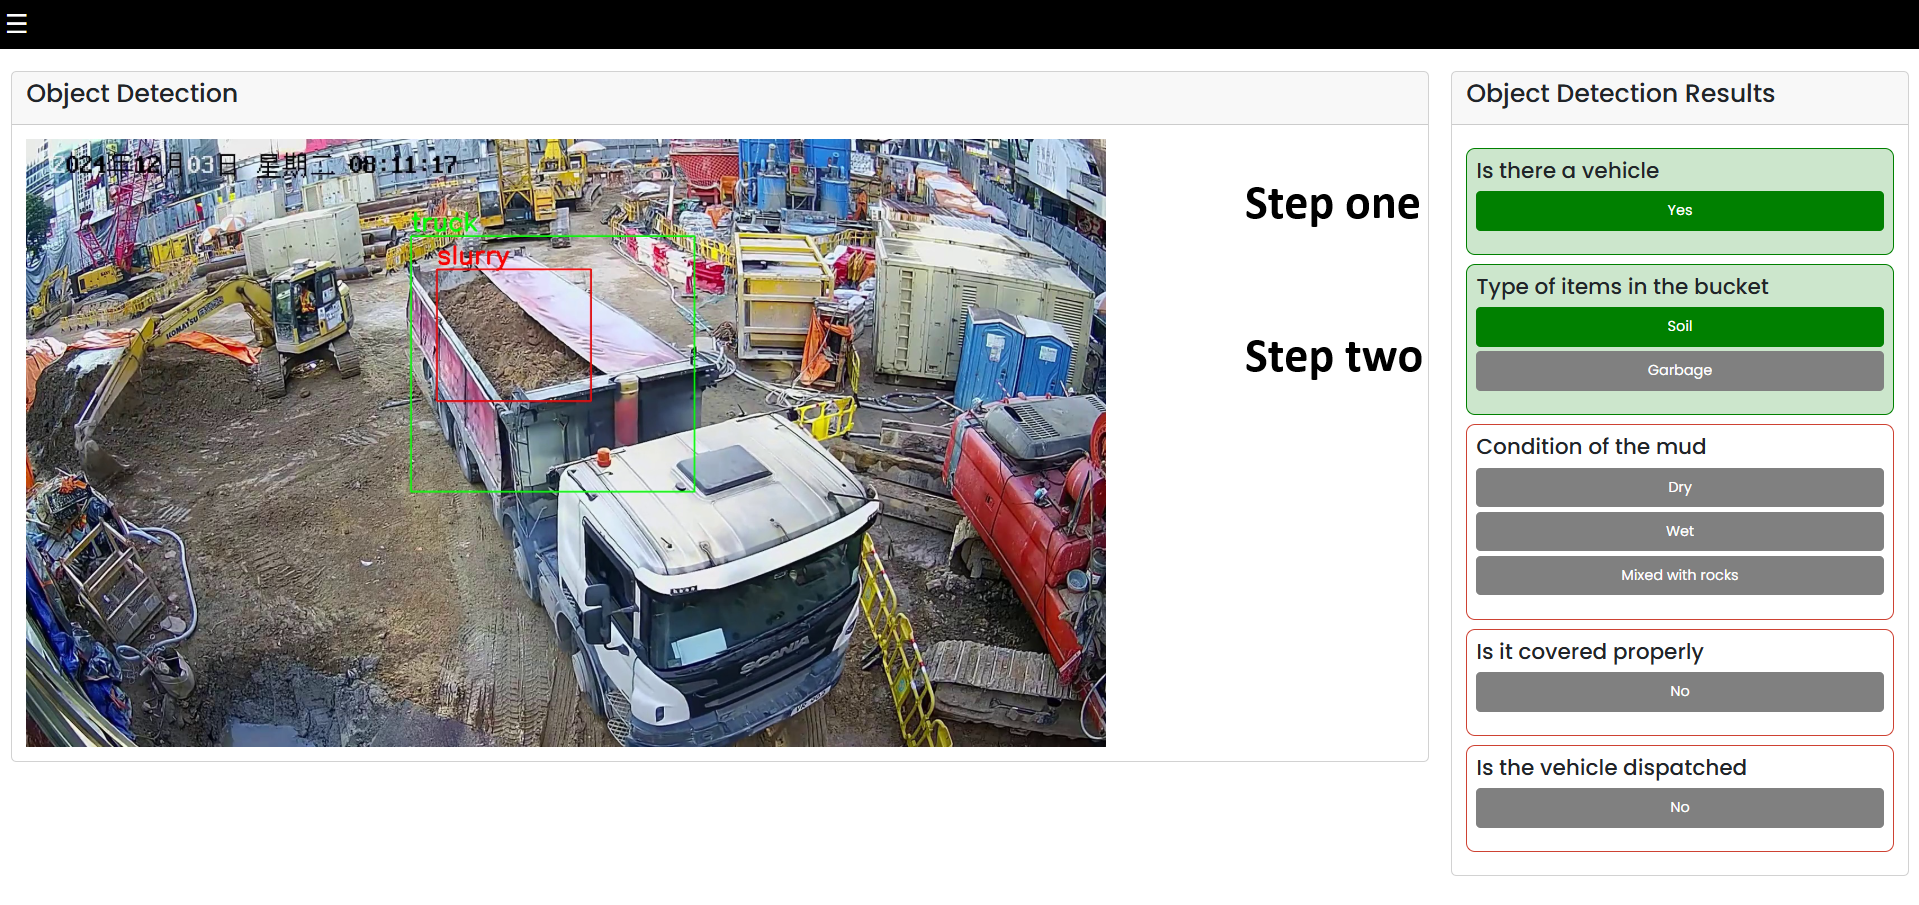 ☰
Object Detection
2024年12月03日 星期二 08:11:17
truck
slurry
KOMATSU
SCANIA
Step one
Step two
Object Detection Results
Is there a vehicle
Yes
Type of items in the bucket
Soil
Garbage
Condition of the mud
Dry
Wet
Mixed with rocks
Is it covered properly
No
Is the vehicle dispatched
No